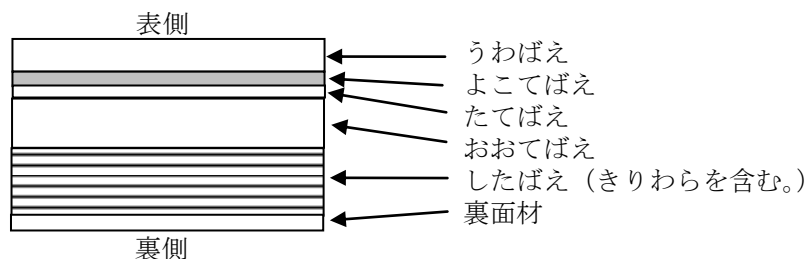 表側
うわばえ
よこてばえ
たてばえ
おおてばえ
したばえ（きりわらを含む。）
裏面材
裏側